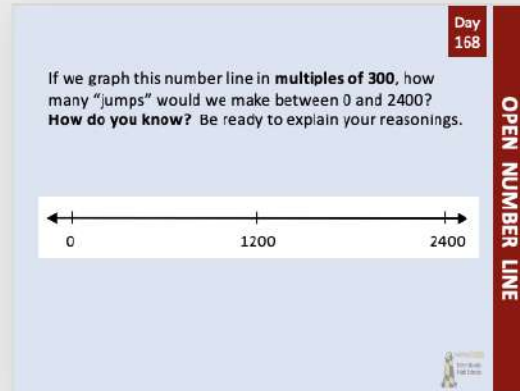 Day
168
If we graph this number line in multiples of 300, how
many “jumps” would we make between 0 and 2400?
How do you know? Be ready to explain your reasonings.
OPEN NUMBER LINE
0 1200 2400